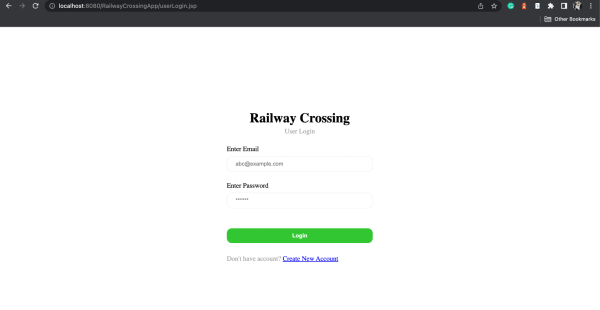 localhost:8080/RailwayCrossingApp/userLogin.jsp
Other Bookmarks
Railway Crossing
User Login
Enter Email
abc@example.com
Enter Password
******
Login
Don't have account? Create New Account